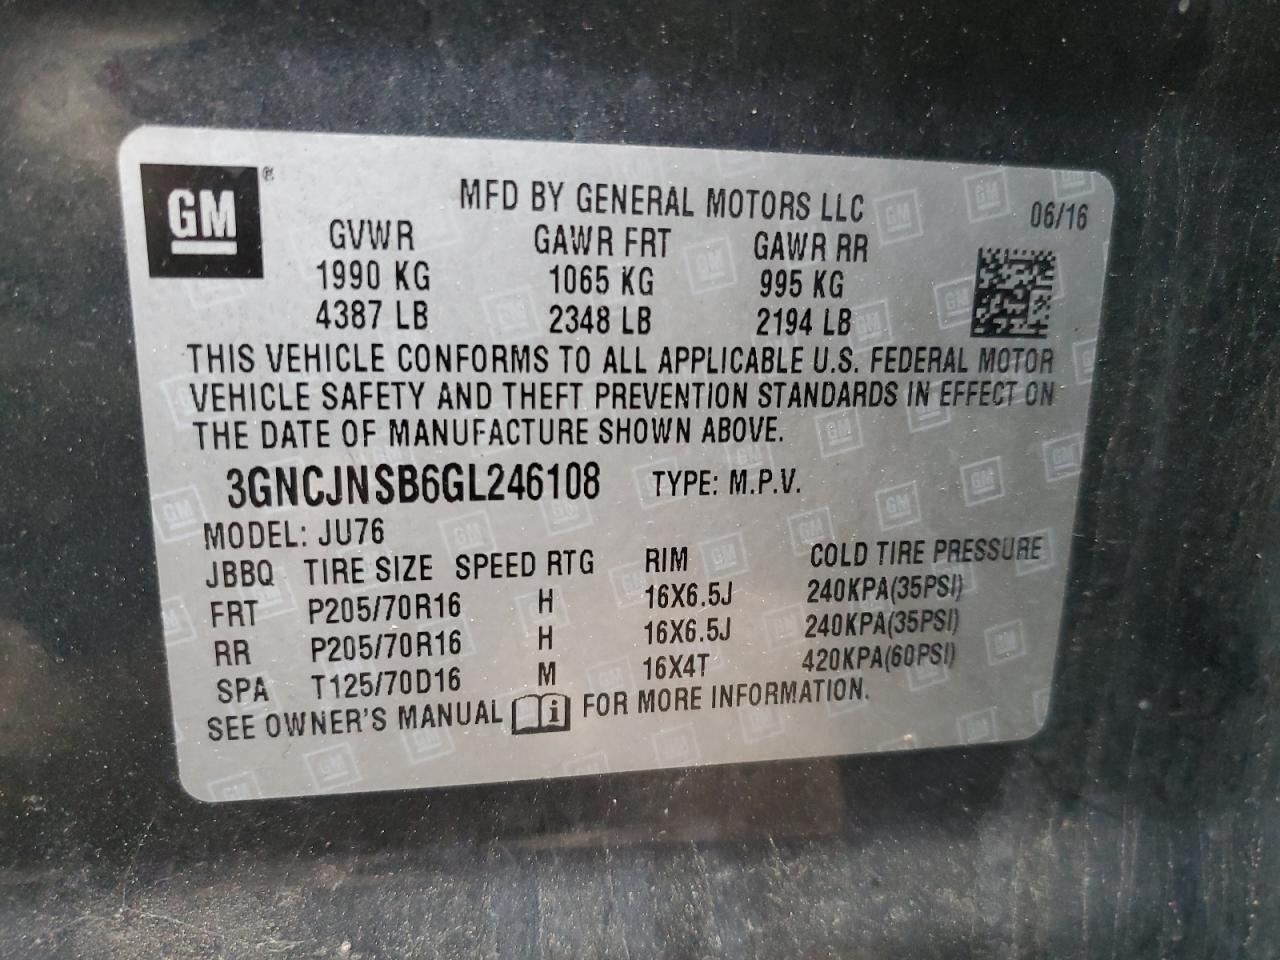 GM ®
MFD BY GENERAL MOTORS LLC
06/16
GVWR GAWR FRT GAWR RR
1990 KG 1065 KG 995 KG
4387 LB 2348 LB 2194 LB
THIS VEHICLE CONFORMS TO ALL APPLICABLE U.S. FEDERAL MOTOR
VEHICLE SAFETY AND THEFT PREVENTION STANDARDS IN EFFECT ON
THE DATE OF MANUFACTURE SHOWN ABOVE.
3GNCJNSB6GL246108 TYPE: M.P.V.
MODEL: JU76
JBBQ TIRE SIZE SPEED RTG RIM COLD TIRE PRESSURE
FRT P205/70R16 H 16X6.5J 240KPA(35PSI)
RR P205/70R16 H 16X6.5J 240KPA(35PSI)
SPA T125/70D16 M 16X4T 420KPA(60PSI)
SEE OWNER'S MANUAL i FOR MORE INFORMATION.